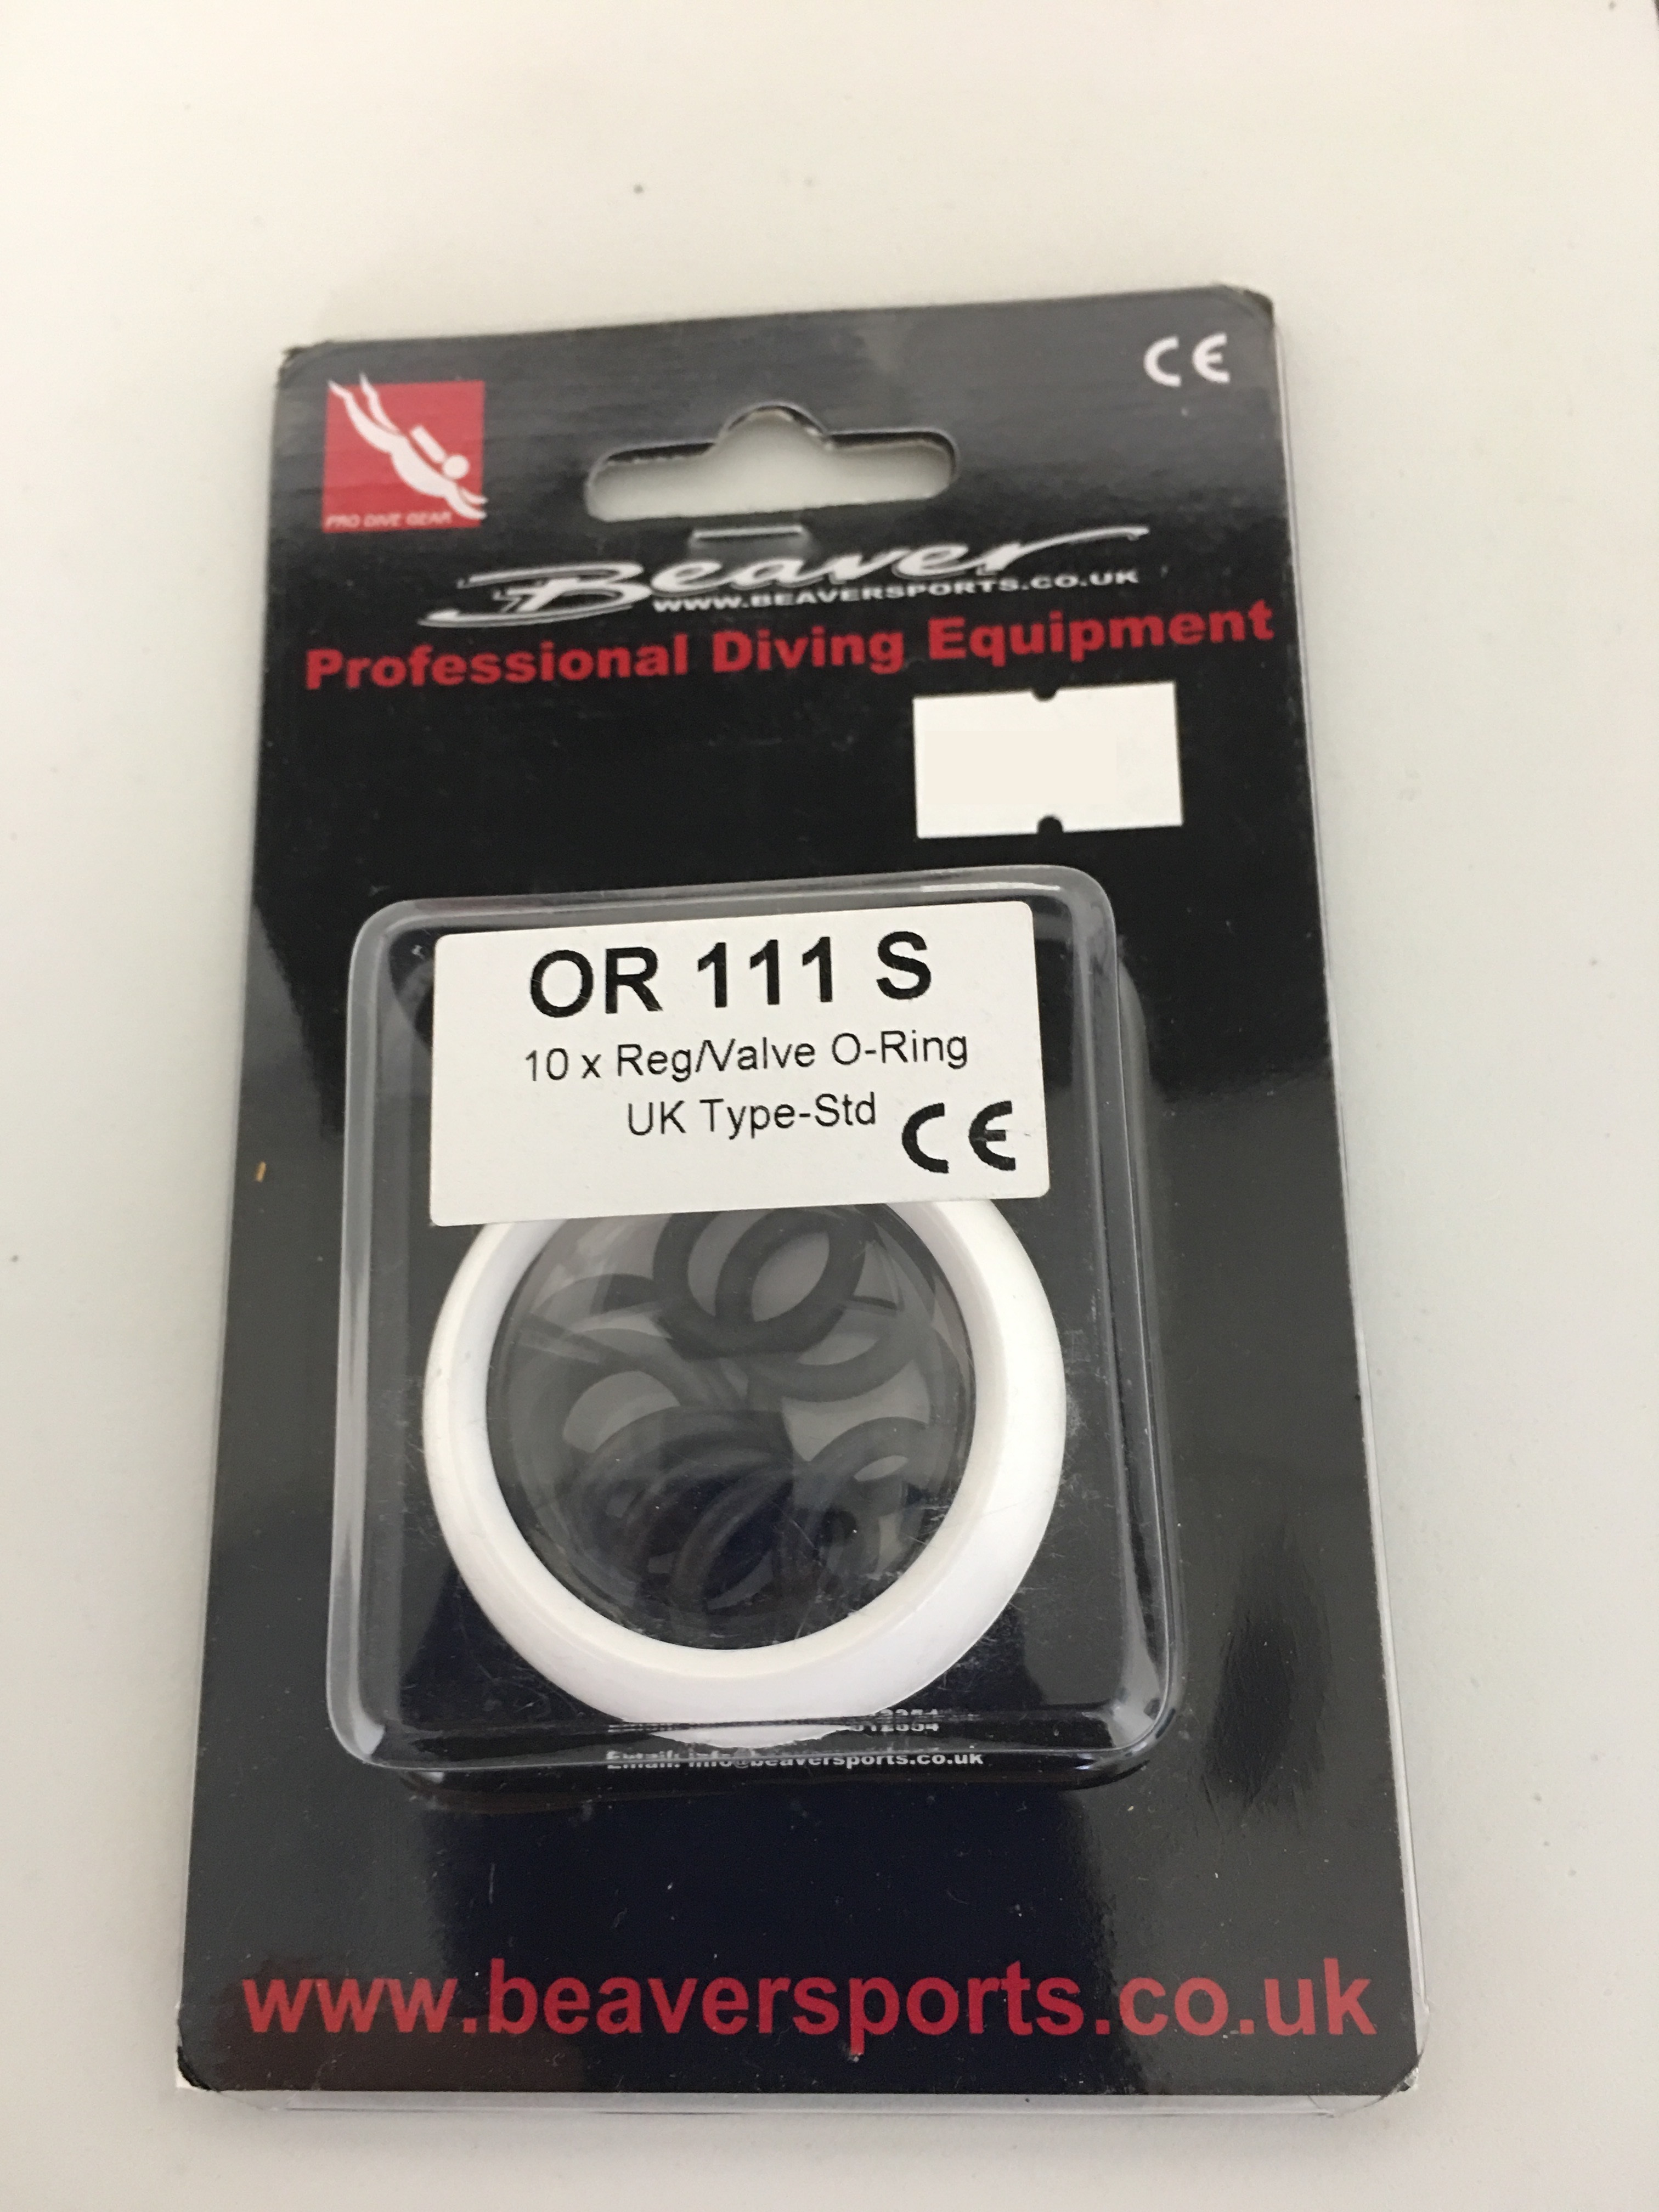 CE
PRO DIVE GEAR
Beaver
WWW.BEAVERSPORTS.CO.UK
Professional Diving Equipment
OR 111 S
10 x Reg/Valve O-Ring
UK Type-Std CE
Email: info@beaversports.co.uk
www.beaversports.co.uk